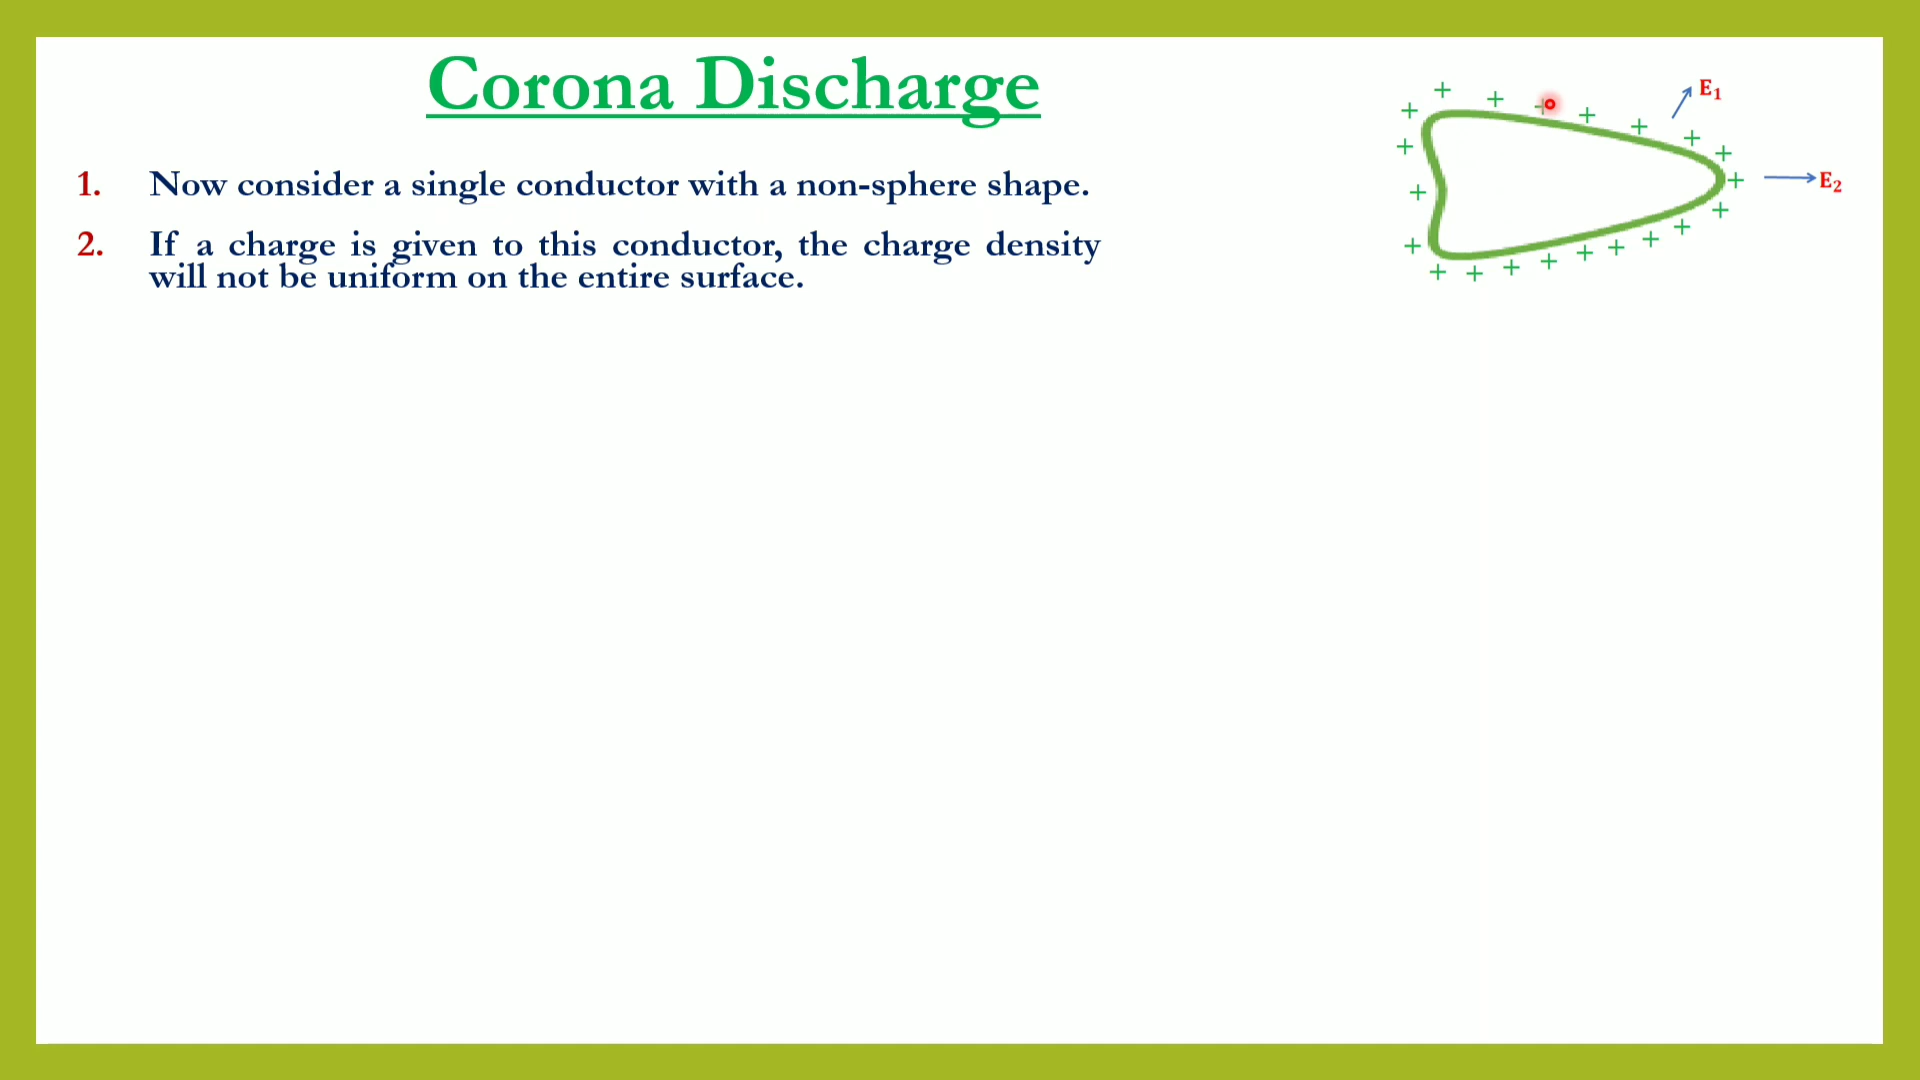 Corona Discharge
1. Now consider a single conductor with a non-sphere shape.
2. If a charge is given to this conductor, the charge density
will not be uniform on the entire surface.
+ + + + + + + + + + + + + + + + + + + + + + +
E₁
E₂